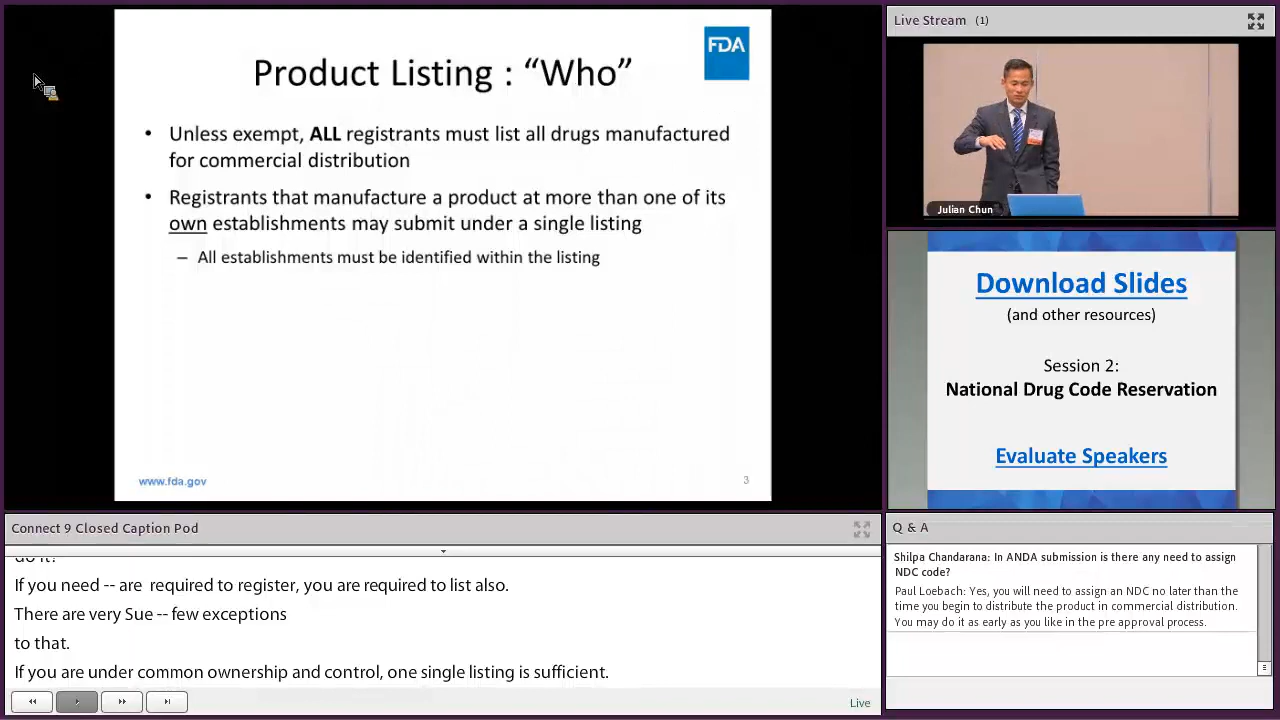 FDA
Product Listing : “Who”
• Unless exempt, ALL registrants must list all drugs manufactured
for commercial distribution
• Registrants that manufacture a product at more than one of its
own establishments may submit under a single listing
– All establishments must be identified within the listing
www.fda.gov
3
Live Stream (1)
Julian Chun
Download Slides
(and other resources)
Session 2:
National Drug Code Reservation
Evaluate Speakers
Connect 9 Closed Caption Pod
do it?
If you need -- are  required to register, you are required to list also.
There are very Sue -- few exceptions
to that.
If you are under common ownership and control, one single listing is sufficient.
Live
Q & A
Shilpa Chandarana: In ANDA submission is there any need to assign
NDC code?
Paul Loebach: Yes, you will need to assign an NDC no later than the
time you begin to distribute the product in commercial distribution.
You may do it as early as you like in the pre approval process.